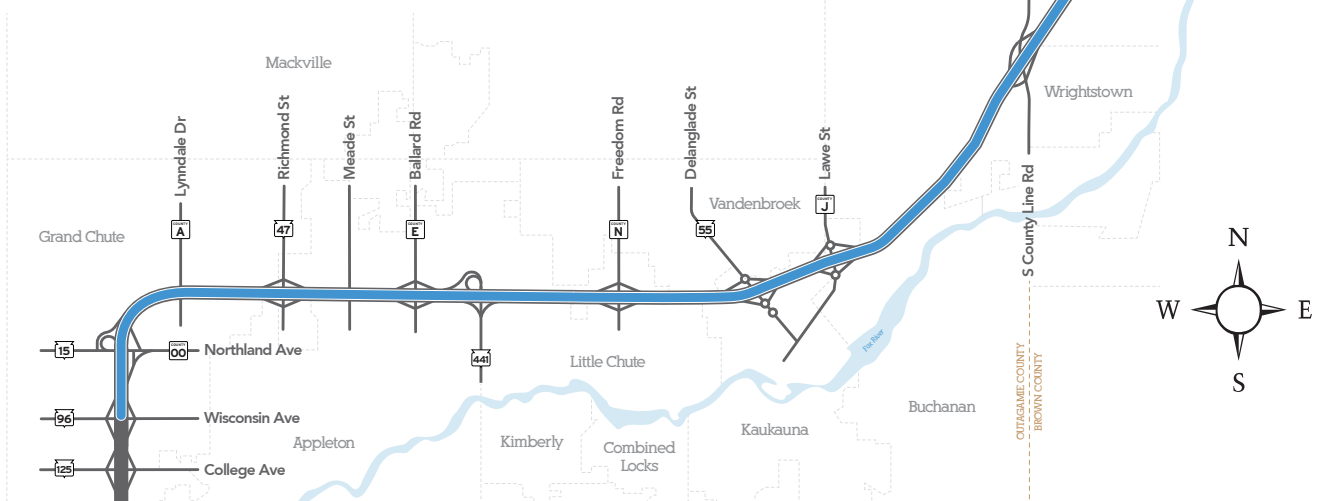 Mackville
Wrightstown
Lynndale Dr
Richmond St
Meade St
Ballard Rd
Freedom Rd
Delanglade St
Lawe St
S County Line Rd
Vandenbroek
Grand Chute
COUNTY
A
47
COUNTY
E
COUNTY
N
55
COUNTY
J
N
W
E
S
15
COUNTY
OO
Northland Ave
441
Little Chute
Fox River
OUTAGAMIE COUNTY
BROWN COUNTY
96
Wisconsin Ave
Buchanan
Appleton
Kimberly
Combined
Locks
Kaukauna
125
College Ave